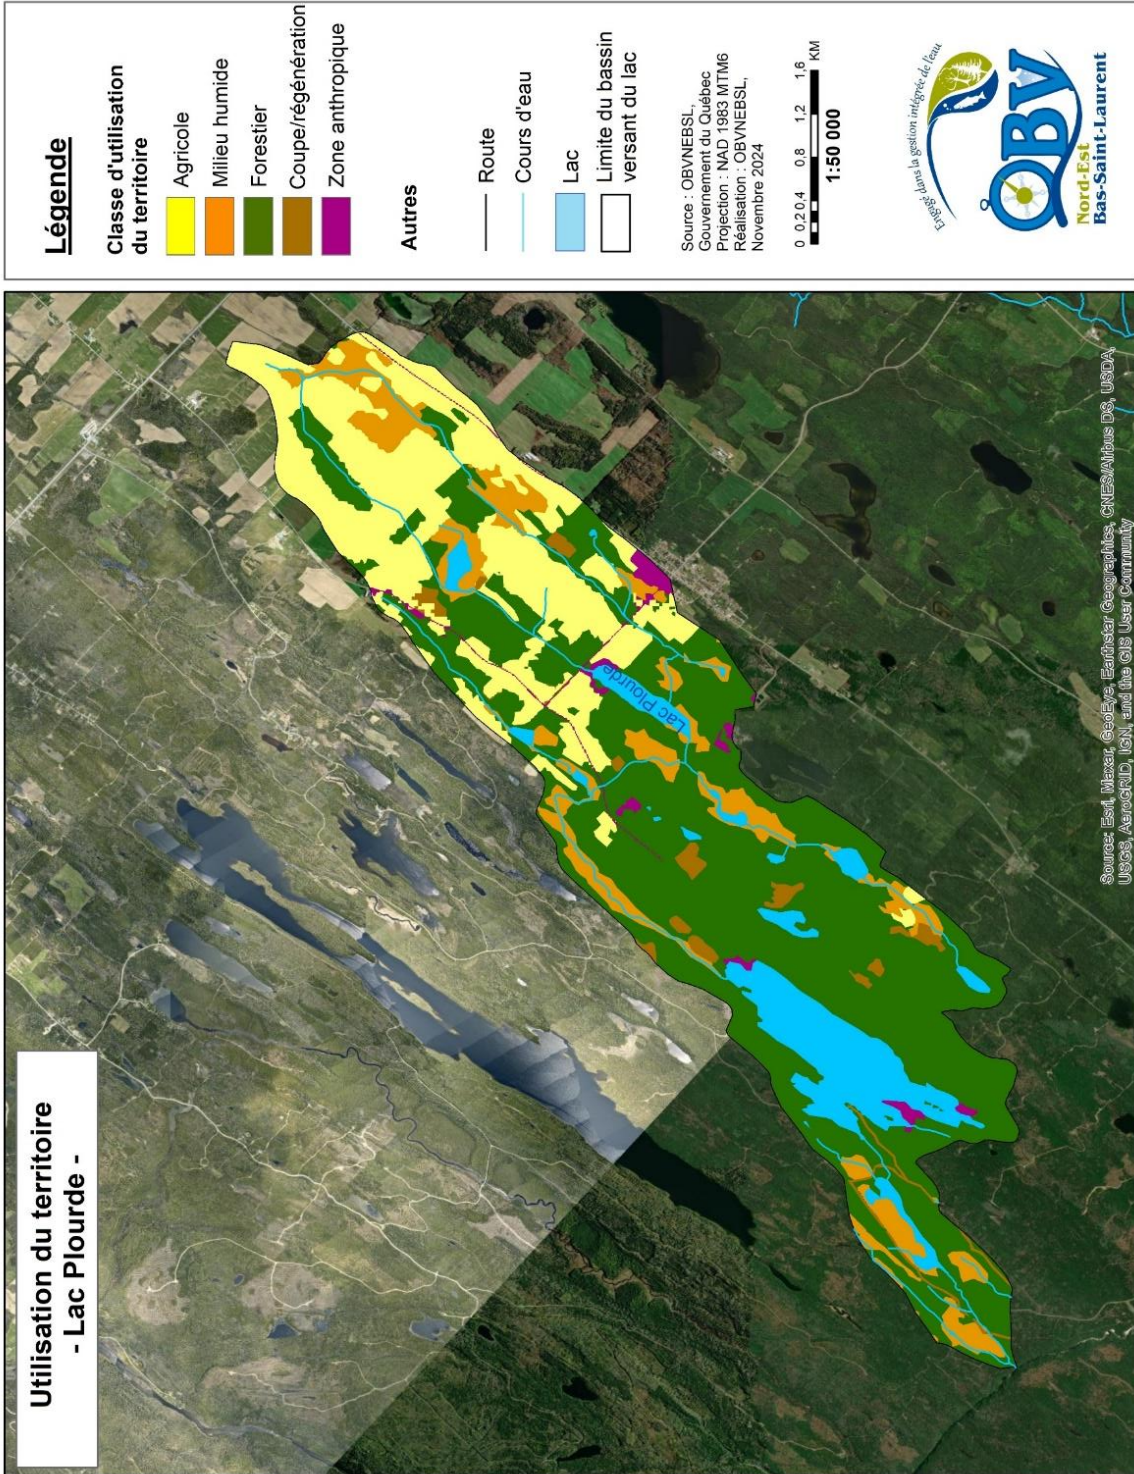 Utilisation du territoire
- Lac Plourde -
Lac Plourde
Source: Esri, Maxar, GeoEye, Earthstar Geographics, CNES/Airbus DS, USDA,
USGS, AeroGRID, IGN, and the GIS User Community
Légende
Classe d'utilisation
du territoire
Agricole
Milieu humide
Forestier
Coupe/régénération
Zone anthropique
Autres
Route
Cours d'eau
Lac
Limite du bassin
versant du lac
Source : OBVNEBSL,
Gouvernement du Québec
Projection : NAD 1983 MTM6
Réalisation : OBVNEBSL,
Novembre 2024
0 0,2 0,4 0,8 1,2 1,6
KM
1:50 000
Engagé dans la gestion intégrée de l'eau
OBV
Nord-Est
Bas-Saint-Laurent